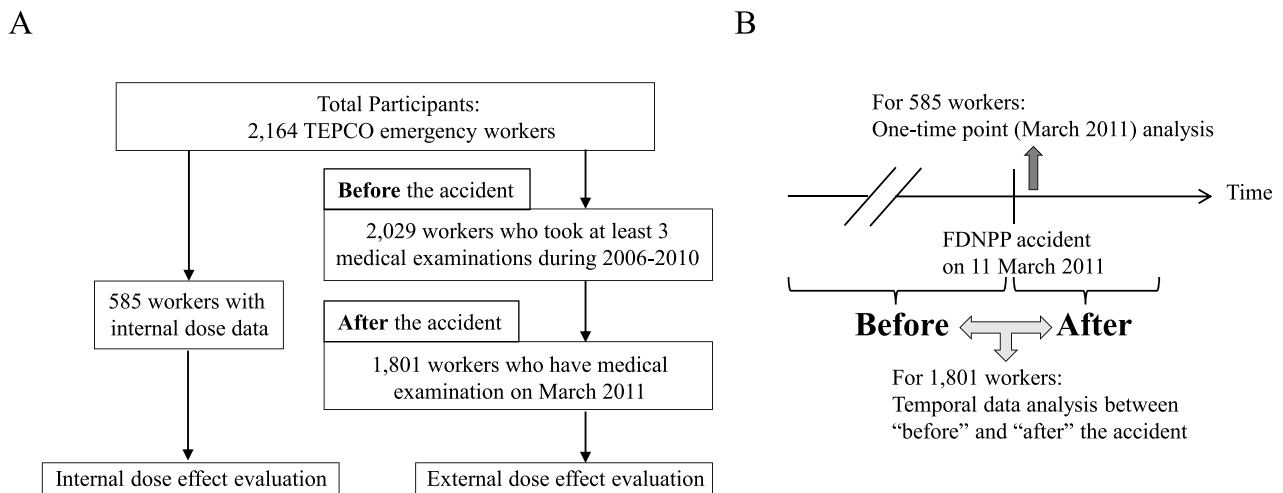 A
Total Participants:
2,164 TEPCO emergency workers
Before the accident
2,029 workers who took at least 3
medical examinations during 2006-2010
585 workers with
internal dose data
After the accident
1,801 workers who have medical
examination on March 2011
Internal dose effect evaluation
External dose effect evaluation
B
For 585 workers:
One-time point (March 2011) analysis
Time
FDNPP accident
on 11 March 2011
Before
After
For 1,801 workers:
Temporal data analysis between
“before” and “after” the accident